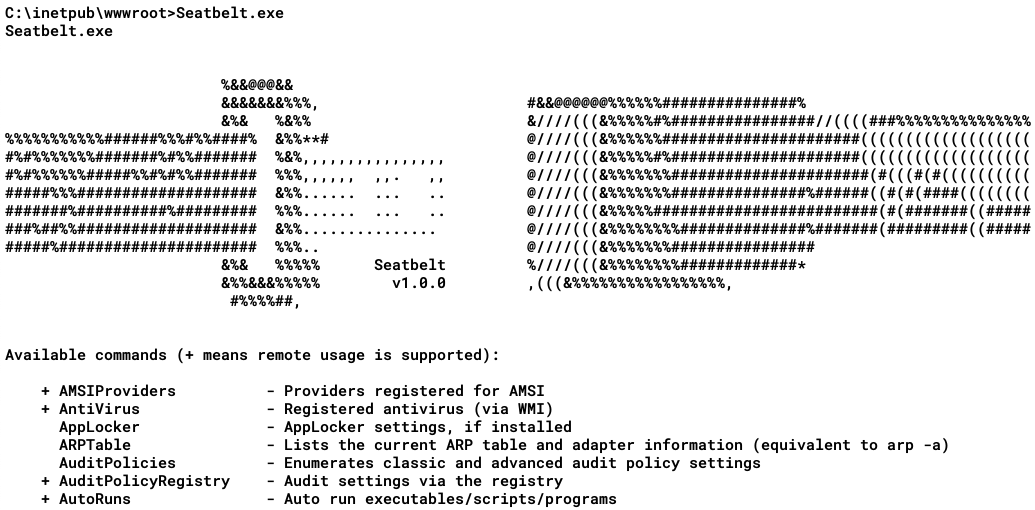 C:\inetpub\wwwroot>Seatbelt.exe
Seatbelt.exe
%&&@@@&&
&&&&&&&%%%, #&&@@@@@@%%%%%%###############%
&%& %&%% &////(((&%%%%%#%################//((((###%%%%%%%%%%%%%%%
%%%%%%%%%%%######%%%#%%####% &%%**# @////(((&%%%%%%######################(((((((((((((((((((
#%#%%%%%%%#######%#%%####### %&%,,,,,,,,,,,,,,,, @////(((&%%%%%#%#####################(((((((((((((((((((
#%#%%%%%%#####%%#%#%%####### %%%,,,,,, ,,. ,, @////(((&%%%%%%%######################(#(((#(#((((((((((
#####%%%#################### &%%...... ... .. @////(((&%%%%%%%###############%######((#(#(####((((((((
#######%##########%######### %%%...... ... .. @////(((&%%%%%#########################(#(#######((#####
###%##%%#################### &%%............... @////(((&%%%%%%%%##############%#######(#########((#####
#####%###################### %%%.. @////(((&%%%%%%%################
&%& %%%%% Seatbelt %////(((&%%%%%%%%#############*
&%%&&&%%%%% v1.0.0 ,(((&%%%%%%%%%%%%%%%%%,
#%%%%##,
Available commands (+ means remote usage is supported):
+ AMSIProviders - Providers registered for AMSI
+ AntiVirus - Registered antivirus (via WMI)
AppLocker - AppLocker settings, if installed
ARPTable - Lists the current ARP table and adapter information (equivalent to arp -a)
AuditPolicies - Enumerates classic and advanced audit policy settings
+ AuditPolicyRegistry - Audit settings via the registry
+ AutoRuns - Auto run executables/scripts/programs